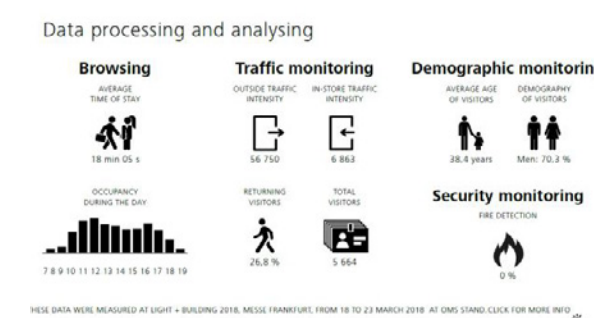 Data processing and analysing
Browsing
AVERAGE
TIME OF STAY
18 min 05 s
OCCUPANCY
DURING THE DAY
7 8 9 10 11 12 13 14 15 16 17 18 19
Traffic monitoring
OUTSIDE TRAFFIC
INTENSITY
56 750
IN-STORE TRAFFIC
INTENSITY
6 863
RETURNING
VISITORS
26,8 %
TOTAL
VISITORS
5 664
Demographic monitorin
AVERAGE AGE
OF VISITORS
38.4 years
DEMOGRAPHY
OF VISITORS
Men: 70.3 %
Security monitoring
FIRE DETECTION
0 %
HESE DATA WERE MEASURED AT LIGHT + BUILDING 2018, MESSE FRANKFURT, FROM 18 TO 23 MARCH 2018 AT OMS STAND.CLICK FOR MORE INFO